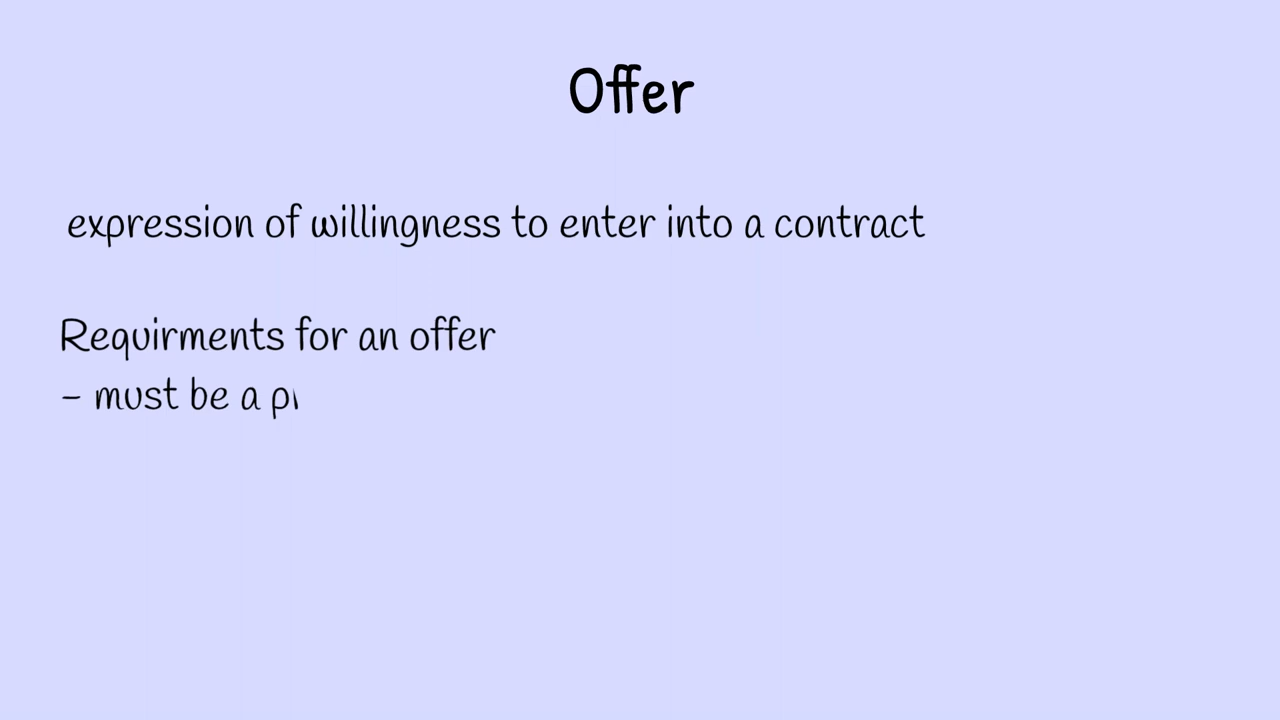 Offer
expression of willingness to enter into a contract
Requirments for an offer
- must be a